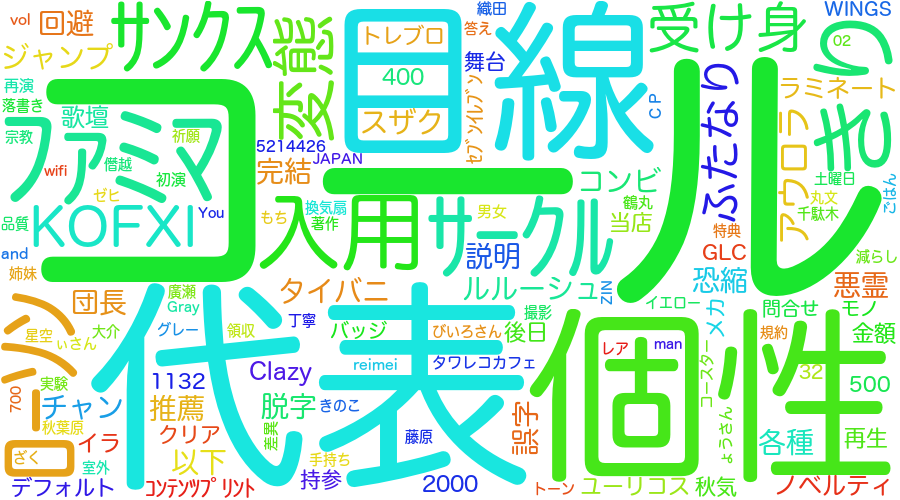 vol
回避
サンクス
変態
目線
トレブロ
400
スザク
織田
答え
舞台
WINGS
受け身
02
きり
ジャンプ
再演
落書き
歌壇
宗教
ファミマ
祈願
僭越
初演
wifi
ゼヒ
5214426
JAPAN
完結
ｾﾌﾞﾝｲﾚﾌﾞﾝ
CP
ふたなり
ラミネート
アウロラ
土曜日
丸文
千駄木
ごはん
コール
コンビ
鶴丸
当店
品質
KOFXI
You
もち
換気扇
著作
入用
男女
サークル
説明
特典
GLC
減らし
and
姉妹
団長
廣瀬
Gray
タイバニ
ルルーシュ
ZIN
恐縮
悪霊
イエロー
メカ
問合せ
モノ
シロー
星空
ぃさん
大介
グレー
領収
丁寧
バッジ
撮影
びいろさん
後日
規約
金額
代表
reimei
タワレコカフェ
個性
レア
man
コースター
32
500
実験
700
チャン
1132
Clazy
推薦
脱字
きのこ
秋葉原
イラ
クリア
差異
藤原
誤字
ょうさん
各種
再生
ざく
室外
以下
手持ち
持参
2000
デフォルト
ｺﾝﾃﾝﾂﾌﾟﾘﾝﾄ
トーン
ユーリコス
秋気
ノベルティ